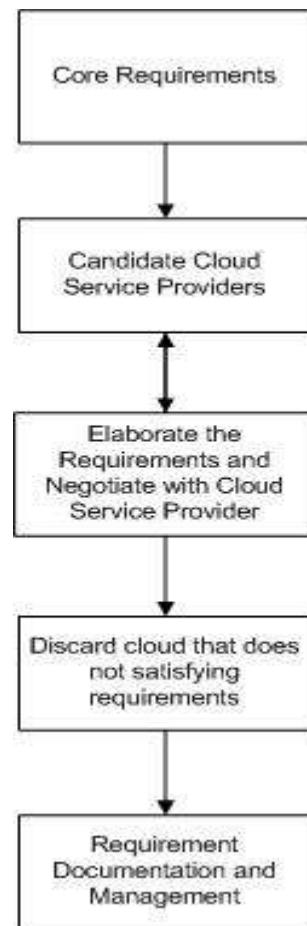 Core Requirements
Candidate Cloud
Service Providers
Elaborate the
Requirements and
Negotiate with Cloud
Service Provider
Discard cloud that does
not satisfying
requirements
Requirement
Documentation and
Management